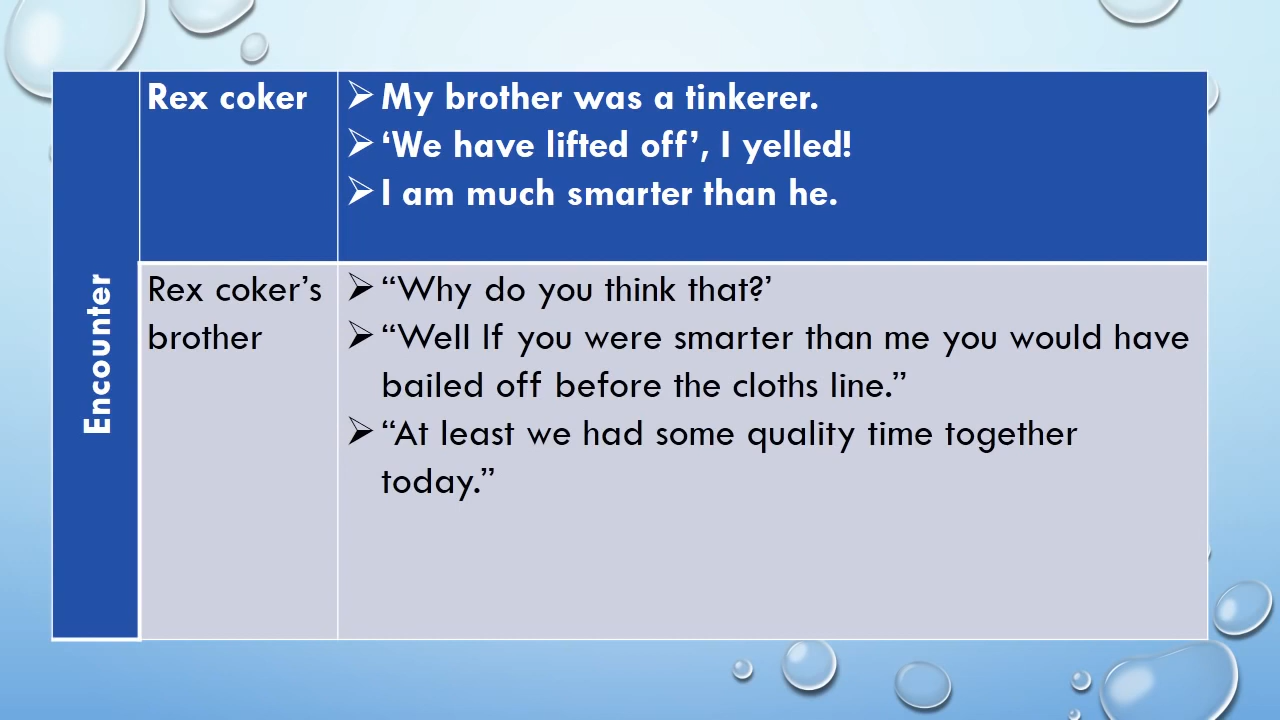 Encounter
Rex coker
➢ My brother was a tinkerer.
➢ ‘We have lifted off’, I yelled!
➢ I am much smarter than he.
Rex coker’s
brother
➢ “Why do you think that?’
➢ “Well If you were smarter than me you would have
bailed off before the cloths line.”
➢ “At least we had some quality time together
today.”